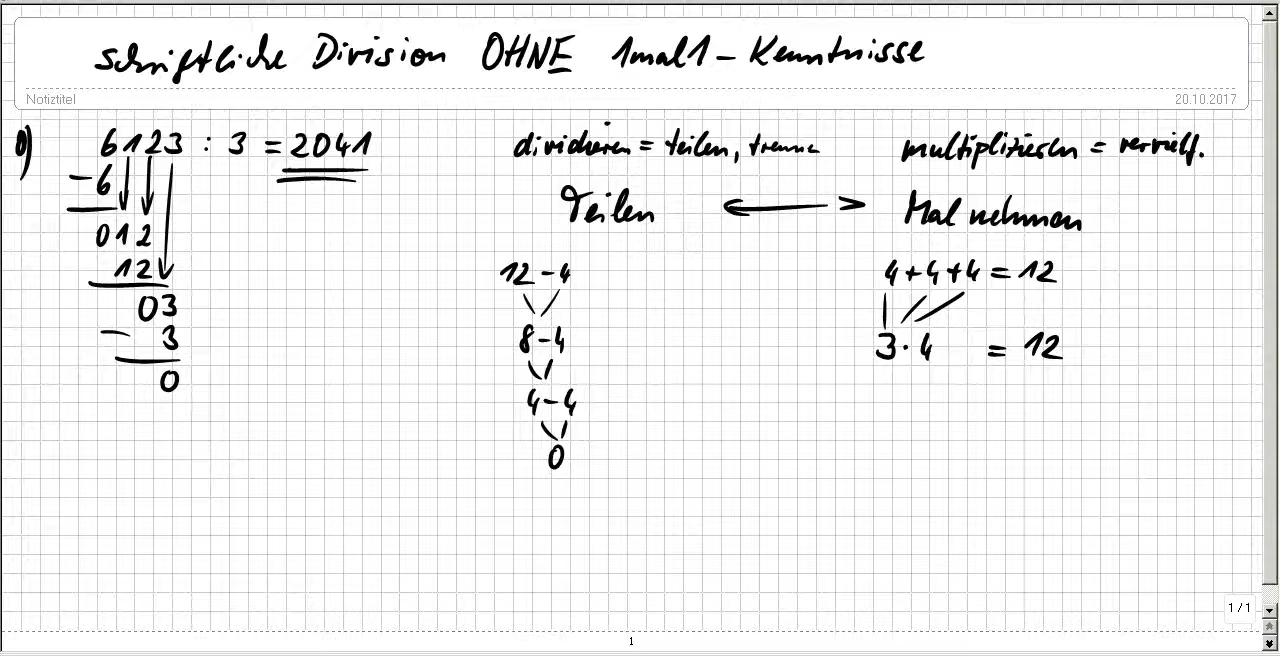 schriftliche Division OHNE 1mal1-Kenntnisse
Notiztitel
20.10.2017
0) 6123 : 3 = 2041
-6
012
12
03
- 3
0
dividieren = teilen, trennen
Teilen
12-4
8-4
4-4
0
multiplizieren = vervielf.
Mal nehmen
4+4+4 = 12
3·4 = 12
1/1
1